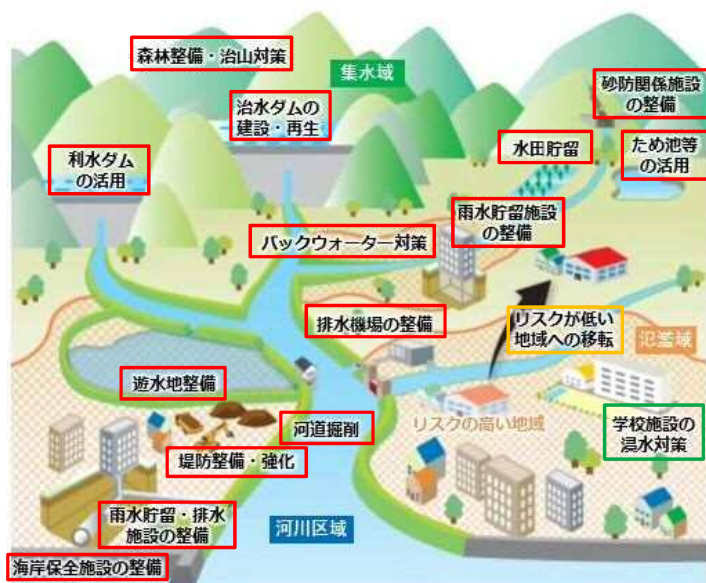 森林整備・治山対策
集水域
砂防関係施設
の整備
治水ダムの
建設・再生
水田貯留
ため池等
の活用
利水ダム
の活用
雨水貯留施設
の整備
バックウォーター対策
排水機場の整備
リスクが低い
地域への移転
氾濫域
遊水地整備
河道掘削
リスクの高い地域
学校施設の
浸水対策
堤防整備・強化
雨水貯留・排水
施設の整備
河川区域
海岸保全施設の整備